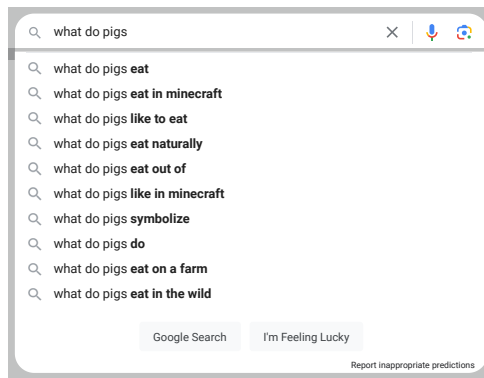 what do pigs
what do pigs eat
what do pigs eat in minecraft
what do pigs like to eat
what do pigs eat naturally
what do pigs eat out of
what do pigs like in minecraft
what do pigs symbolize
what do pigs do
what do pigs eat on a farm
what do pigs eat in the wild
Google Search I'm Feeling Lucky
Report inappropriate predictions